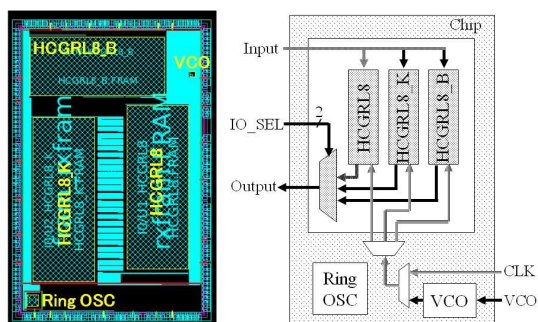 HCGRL8_B
VCO
HCGRL8_B_FRAM
HCGRL8_K
HCGRL8
Ring OSC
Chip
Input
HCGRL8
HCGRL8_K
HCGRL8_B
IO_SEL
2
Output
Ring
OSC
VCO
CLK
VCO